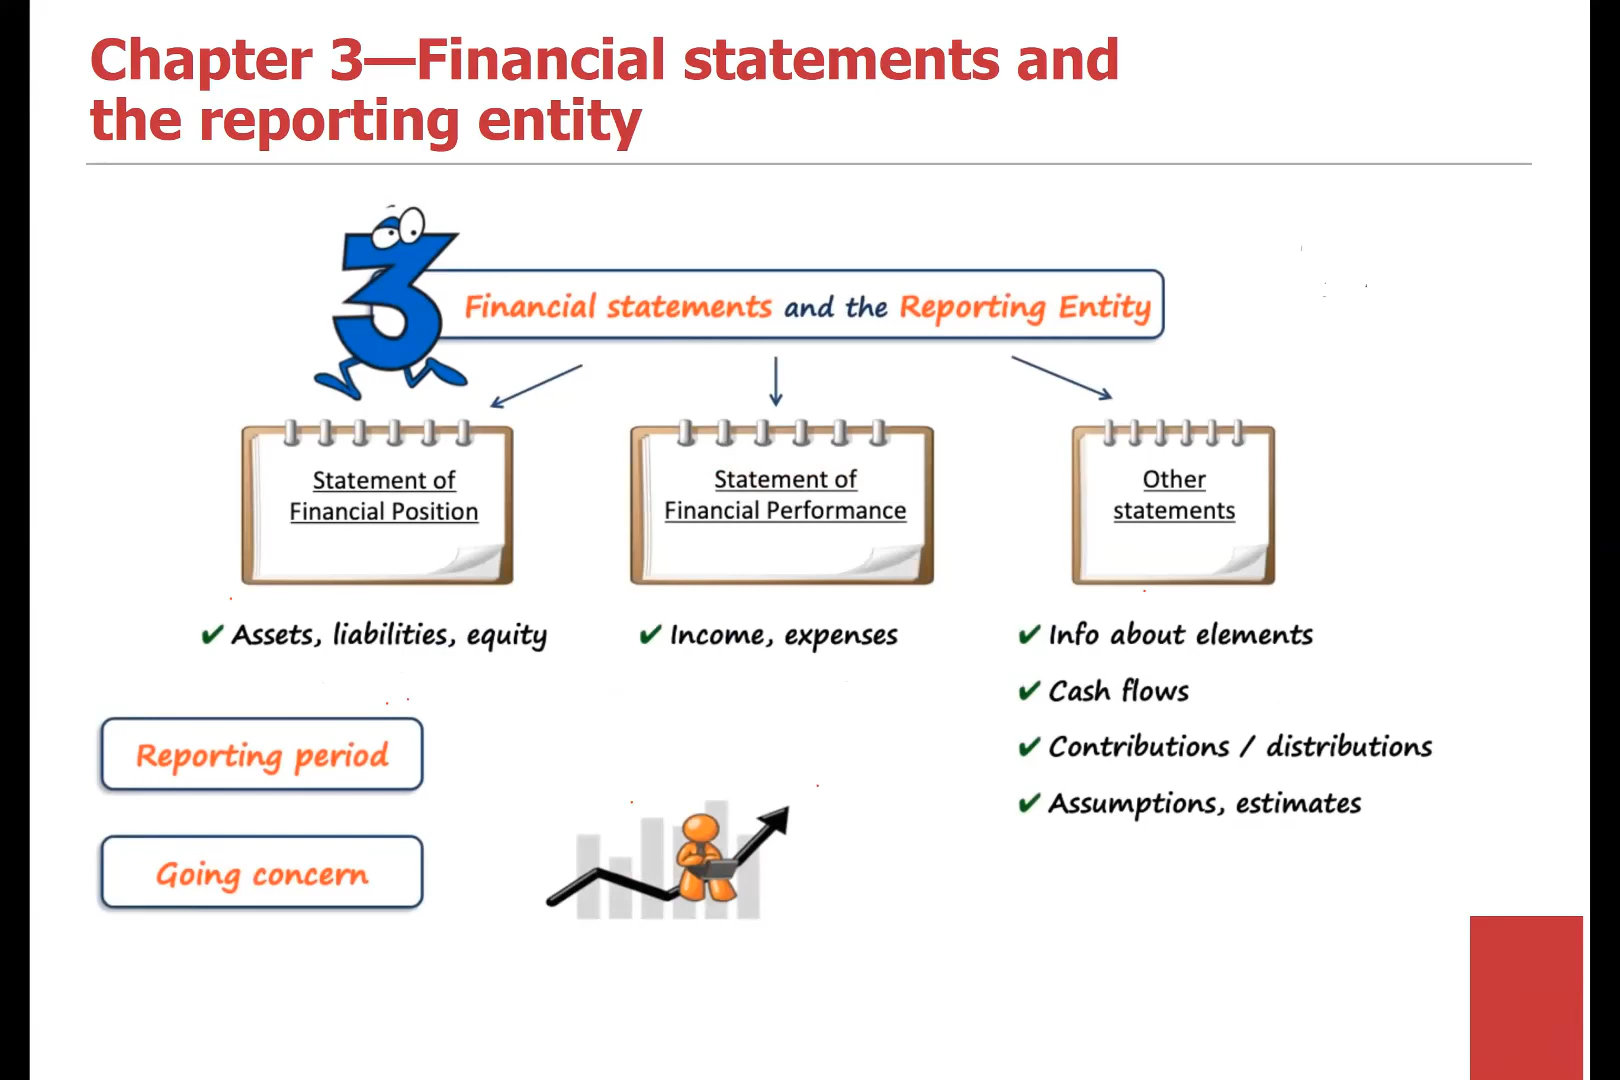 Chapter 3—Financial statements and
the reporting entity
3
Financial statements and the Reporting Entity
Statement of
Financial Position
Statement of
Financial Performance
Other
statements
✔ Assets, liabilities, equity
✔ Income, expenses
✔ Info about elements
✔ Cash flows
✔ Contributions / distributions
✔ Assumptions, estimates
Reporting period
Going concern